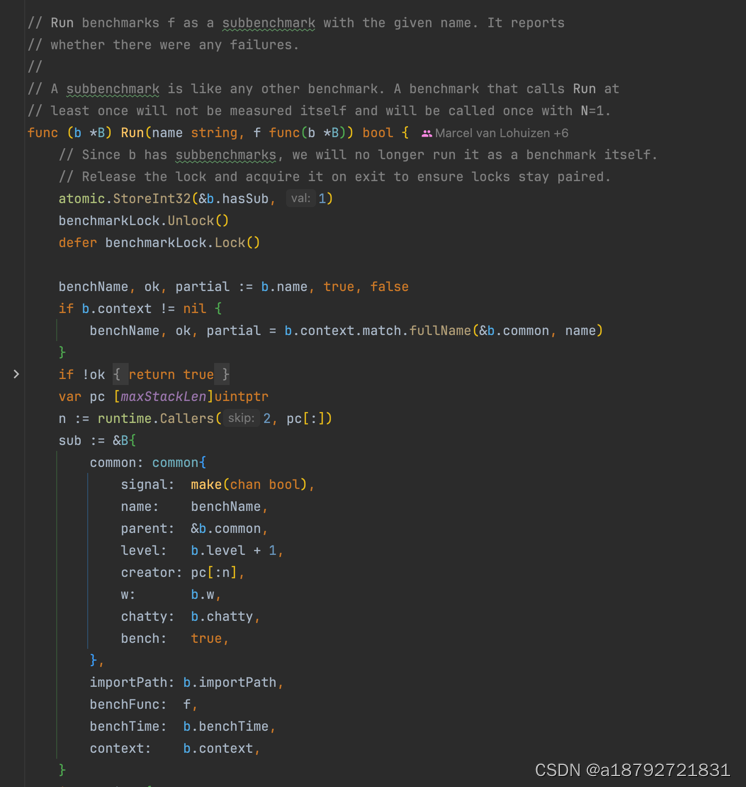 // Run benchmarks f as a subbenchmark with the given name. It reports
// whether there were any failures.
//
// A subbenchmark is like any other benchmark. A benchmark that calls Run at
// least once will not be measured itself and will be called once with N=1.
func (b *B) Run(name string, f func(b *B)) bool { Marcel van Lohuizen +6
// Since b has subbenchmarks, we will no longer run it as a benchmark itself.
// Release the lock and acquire it on exit to ensure locks stay paired.
atomic.StoreInt32(&b.hasSub, val: 1)
benchmarkLock.Unlock()
defer benchmarkLock.Lock()
benchName, ok, partial := b.name, true, false
if b.context != nil {
benchName, ok, partial = b.context.match.fullName(&b.common, name)
}
if !ok { return true }
var pc [maxStackLen]uintptr
n := runtime.Callers( skip: 2, pc[:])
sub := &B{
common: common{
signal: make(chan bool),
name: benchName,
parent: &b.common,
level: b.level + 1,
creator: pc[:n],
w: b.w,
chatty: b.chatty,
bench: true,
},
importPath: b.importPath,
benchFunc: f,
benchTime: b.benchTime,
context: b.context,
}
CSDN @a18792721831